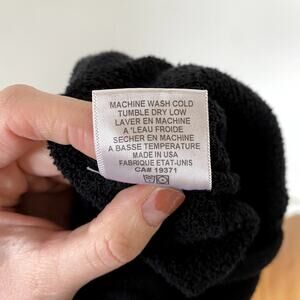 MACHINE WASH COLD
TUMBLE DRY LOW
LAVER EN MACHINE
A 'LEAU FROIDE
SECHER EN MACHINE
A BASSE TEMPERATURE
MADE IN USA
FABRIQUE ETAT-UNIS
CA# 19371